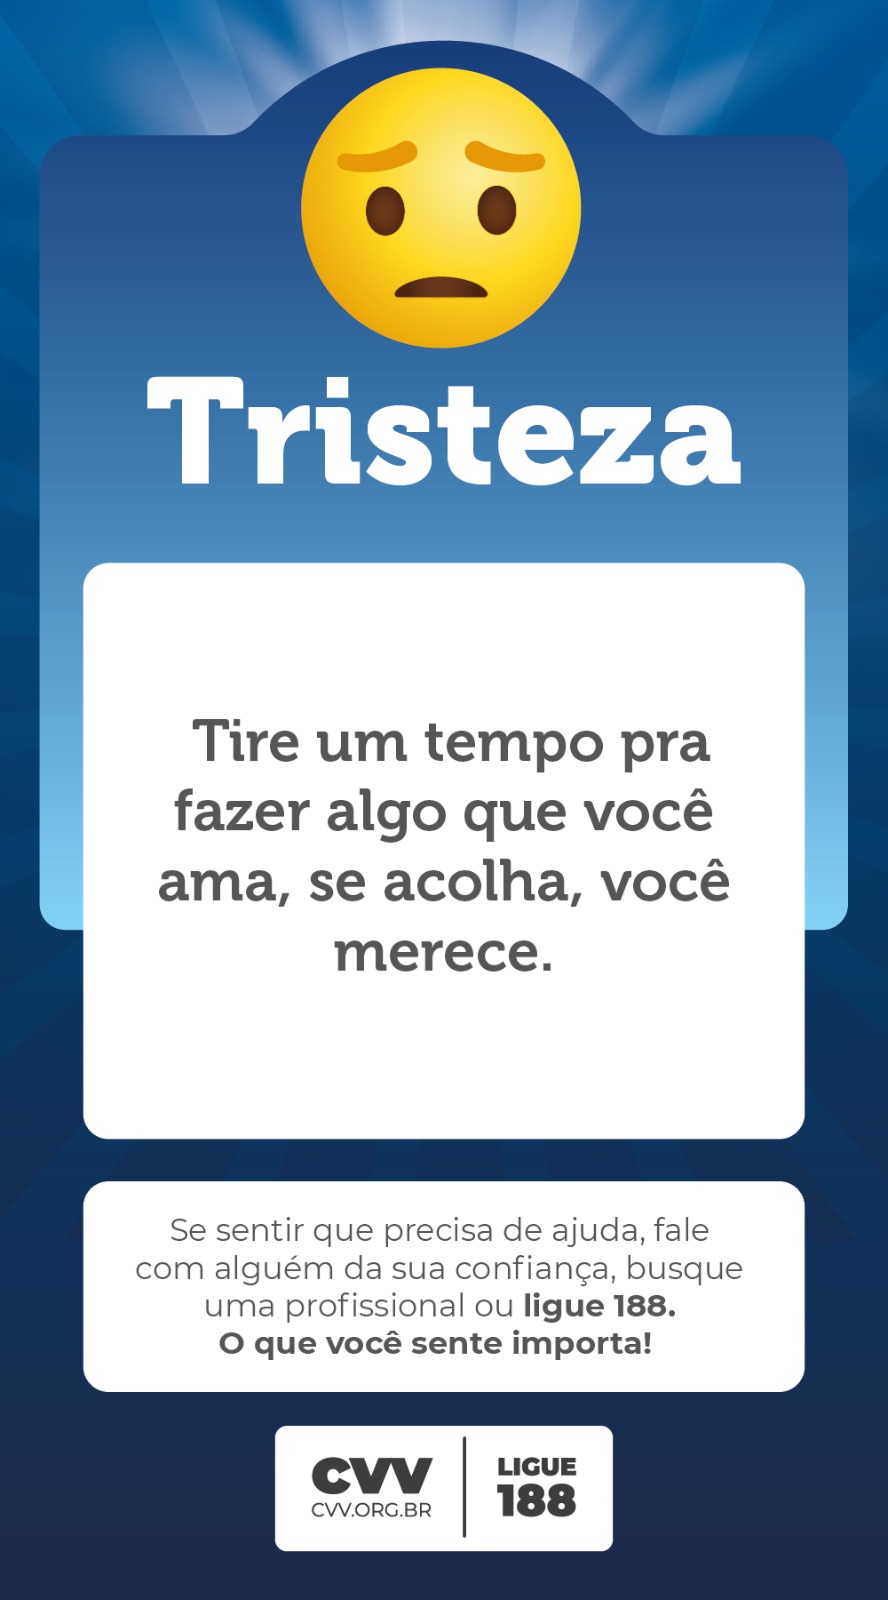 Tristeza
Tire um tempo pra
fazer algo que você
ama, se acolha, você
merece.
Se sentir que precisa de ajuda, fale
com alguém da sua confiança, busque
uma profissional ou ligue 188.
O que você sente importa!
CVV
CVV.ORG.BR
LIGUE
188